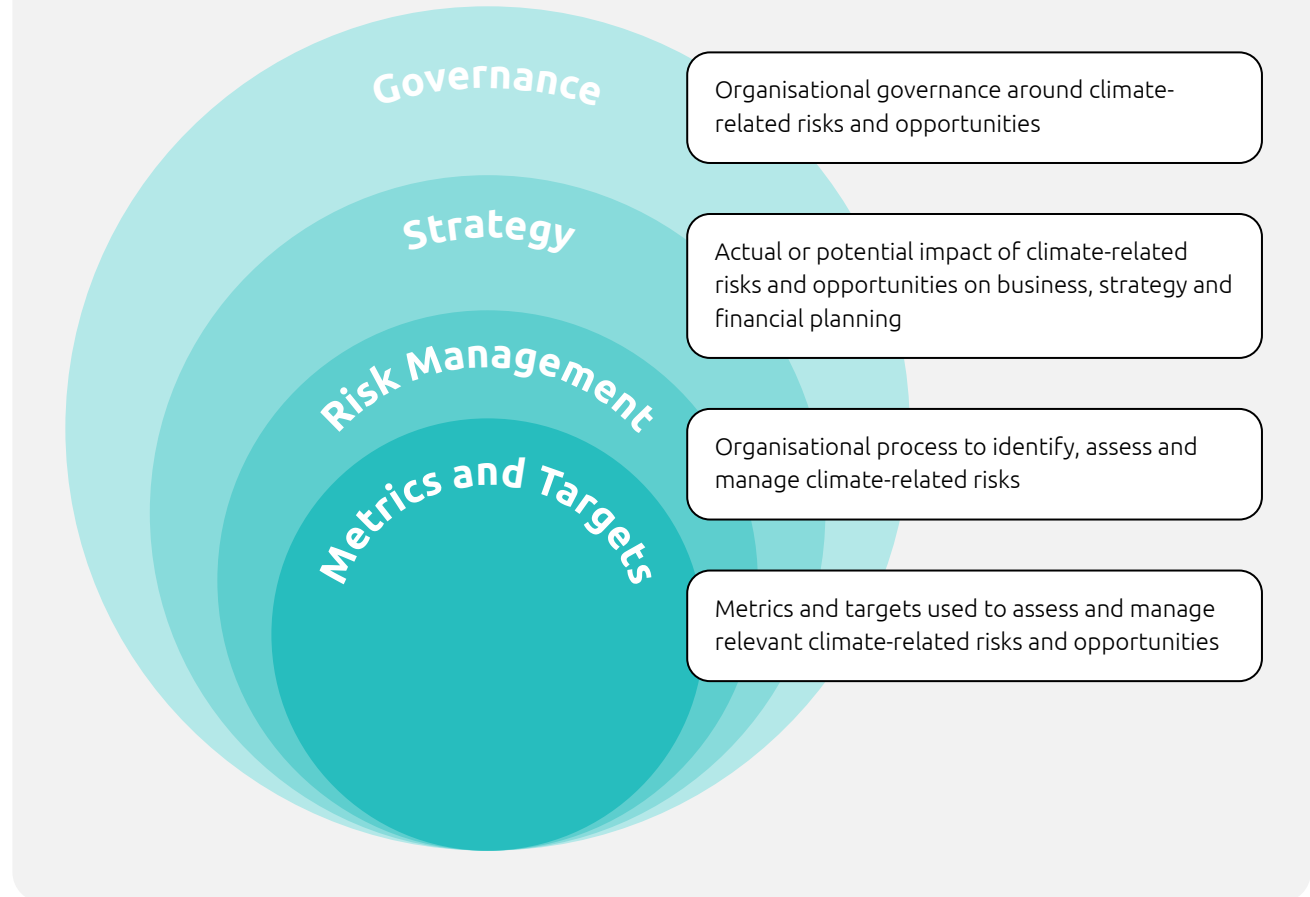 Governance
Organisational governance around climate-
related risks and opportunities
Strategy
Actual or potential impact of climate-related
risks and opportunities on business, strategy and
financial planning
Risk Management
Organisational process to identify, assess and
manage climate-related risks
Metrics and Targets
Metrics and targets used to assess and manage
relevant climate-related risks and opportunities